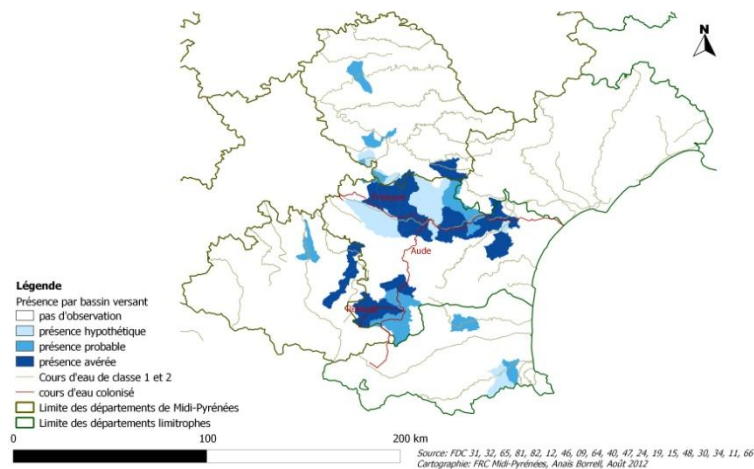 N
Aude
Légende
Présence par bassin versant
pas d'observation
présence hypothétique
présence probable
présence avérée
Cours d'eau de classe 1 et 2
cours d'eau colonisé
Limite des départements de Midi-Pyrénées
Limite des départements limitrophes
0 100 200 km
Source: FDC 31, 32, 65, 81, 82, 12, 46, 09, 64, 40, 47, 24, 19, 15, 48, 30, 34, 11, 66
Cartographie: FRC Midi-Pyrénées, Anaïs Borrell, Août 2012